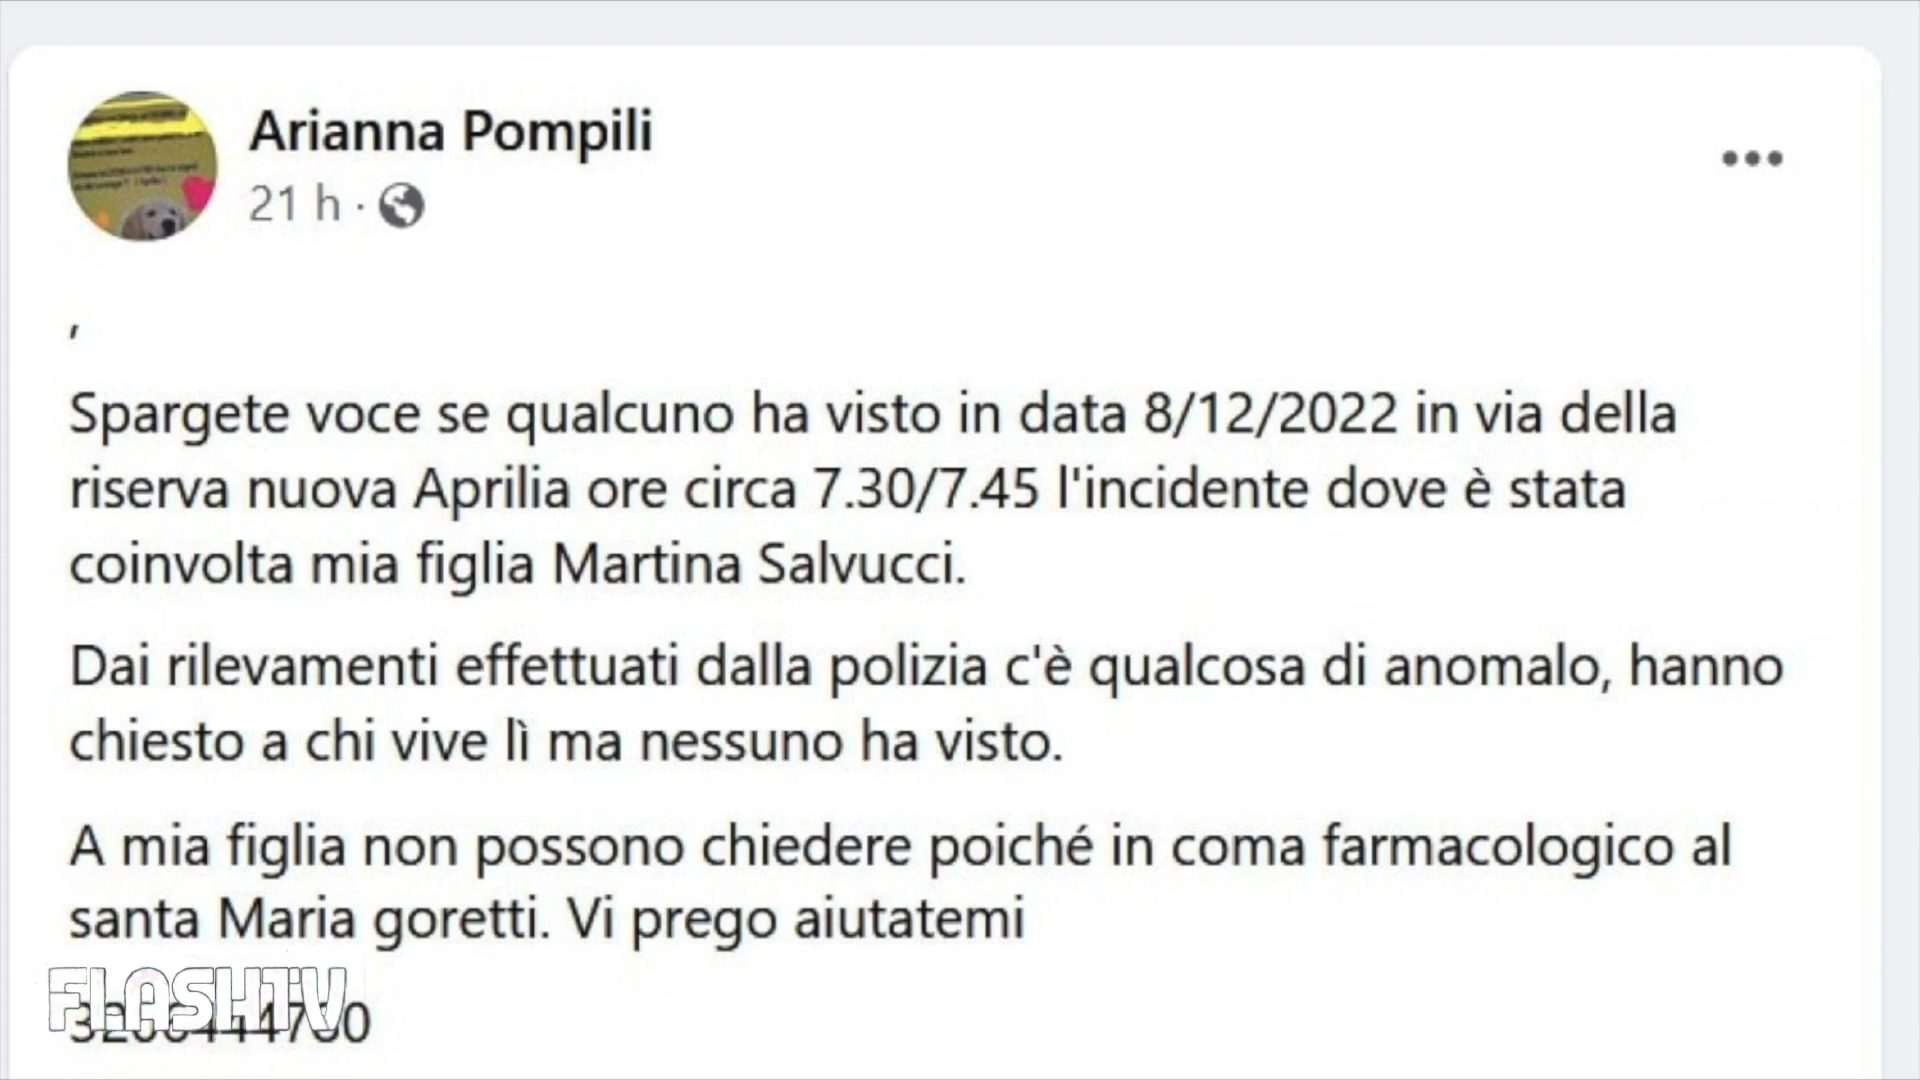 Arianna Pompili
21 h ·
,
Spargete voce se qualcuno ha visto in data 8/12/2022 in via della
riserva nuova Aprilia ore circa 7.30/7.45 l'incidente dove è stata
coinvolta mia figlia Martina Salvucci.
Dai rilevamenti effettuati dalla polizia c'è qualcosa di anomalo, hanno
chiesto a chi vive lì ma nessuno ha visto.
A mia figlia non possono chiedere poiché in coma farmacologico al
santa Maria goretti. Vi prego aiutatemi
FLASHTV